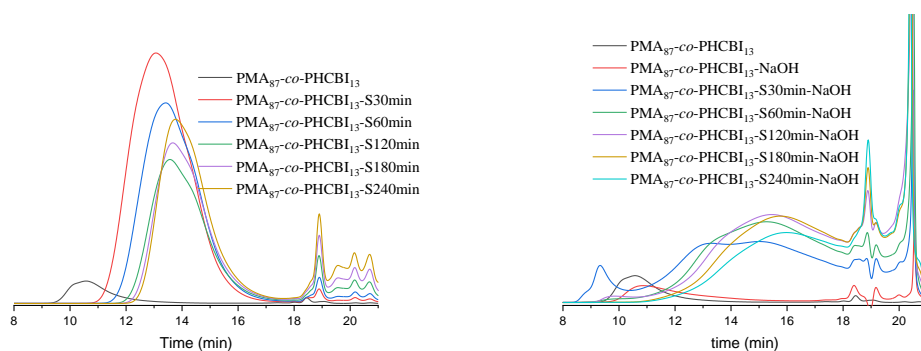 PMA₈₇-co-PHCBI₁₃
PMA₈₇-co-PHCBI₁₃-S30min
PMA₈₇-co-PHCBI₁₃-S60min
PMA₈₇-co-PHCBI₁₃-S120min
PMA₈₇-co-PHCBI₁₃-S180min
PMA₈₇-co-PHCBI₁₃-S240min
8 10 12 14 16 18 20
Time (min)
PMA₈₇-co-PHCBI₁₃
PMA₈₇-co-PHCBI₁₃-NaOH
PMA₈₇-co-PHCBI₁₃-S30min-NaOH
PMA₈₇-co-PHCBI₁₃-S60min-NaOH
PMA₈₇-co-PHCBI₁₃-S120min-NaOH
PMA₈₇-co-PHCBI₁₃-S180min-NaOH
PMA₈₇-co-PHCBI₁₃-S240min-NaOH
8 10 12 14 16 18 20
time (min)